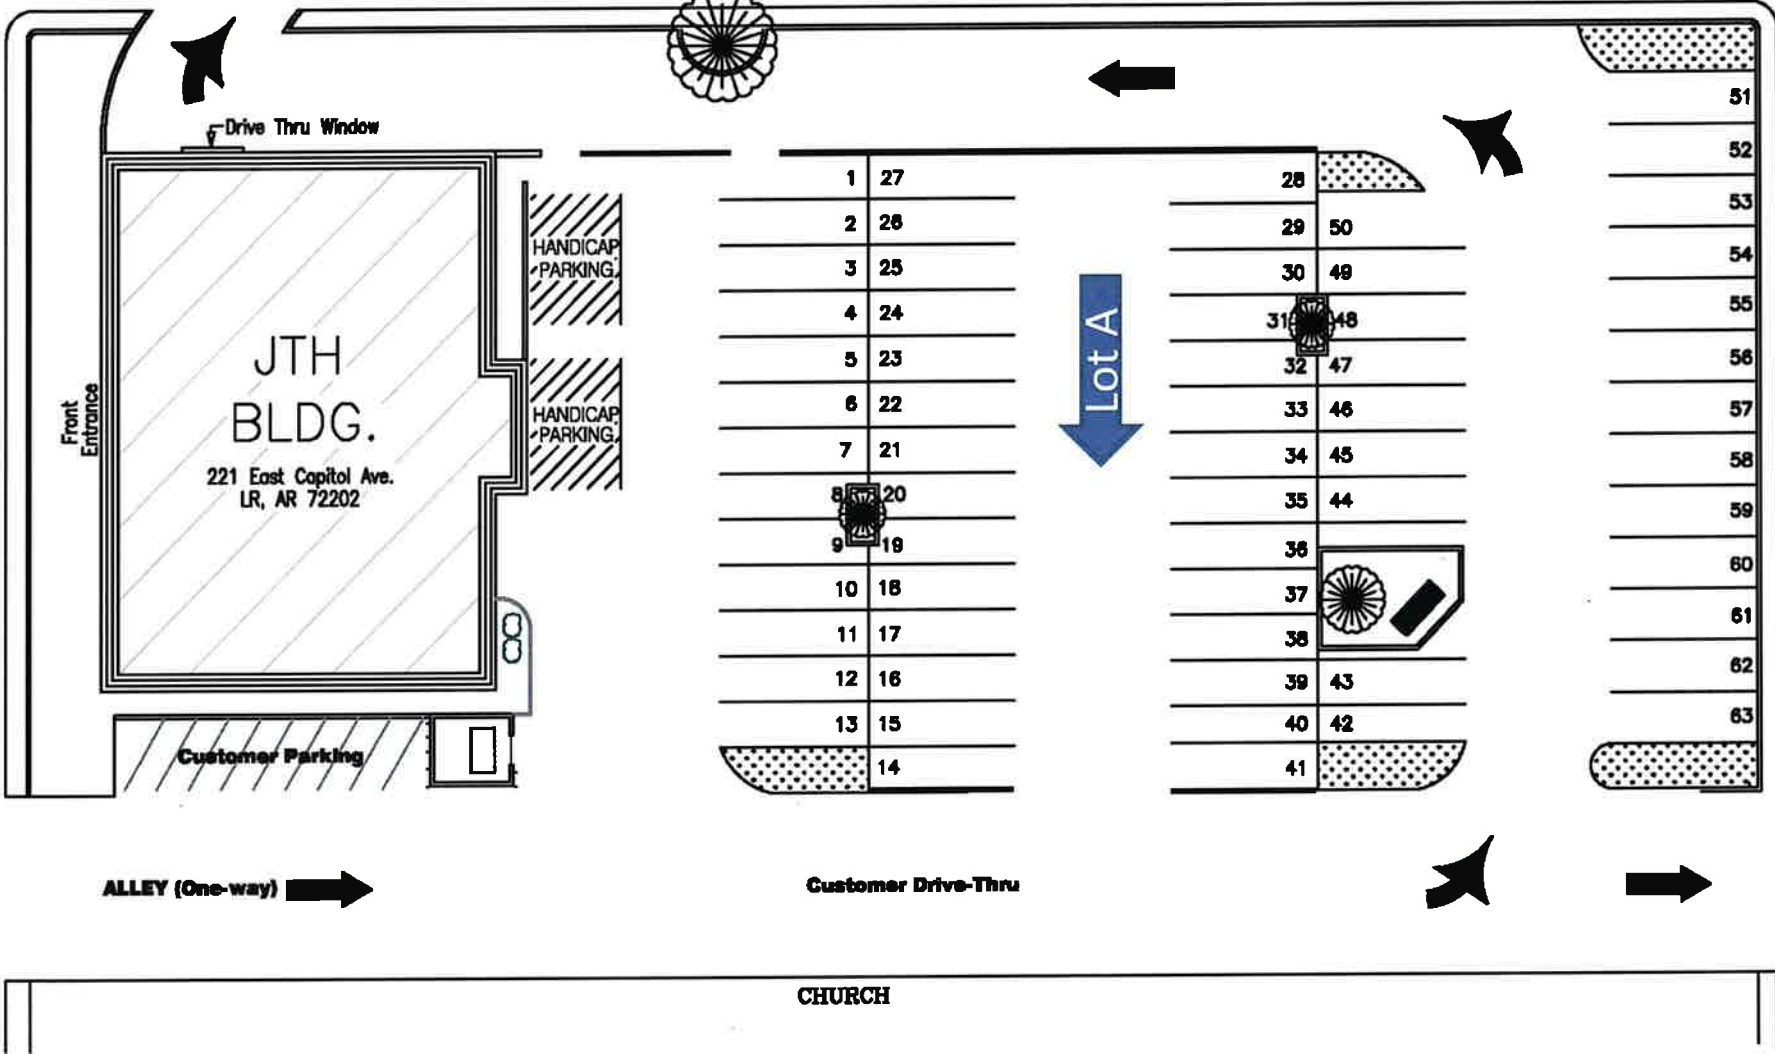 Drive Thru Window
Front
Entrance
JTH
BLDG.
221 East Capitol Ave.
LR, AR 72202
HANDICAP
PARKING
HANDICAP
PARKING
Customer Parking
1 27
2 26
3 25
4 24
5 23
6 22
7 21
8 20
9 19
10 18
11 17
12 16
13 15
14
Lot A
28
29 50
30 49
31 48
32 47
33 46
34 45
35 44
36
37
38
39 43
40 42
41
51
52
53
54
55
56
57
58
59
60
61
62
63
ALLEY (One-way)
Customer Drive-Thru
CHURCH